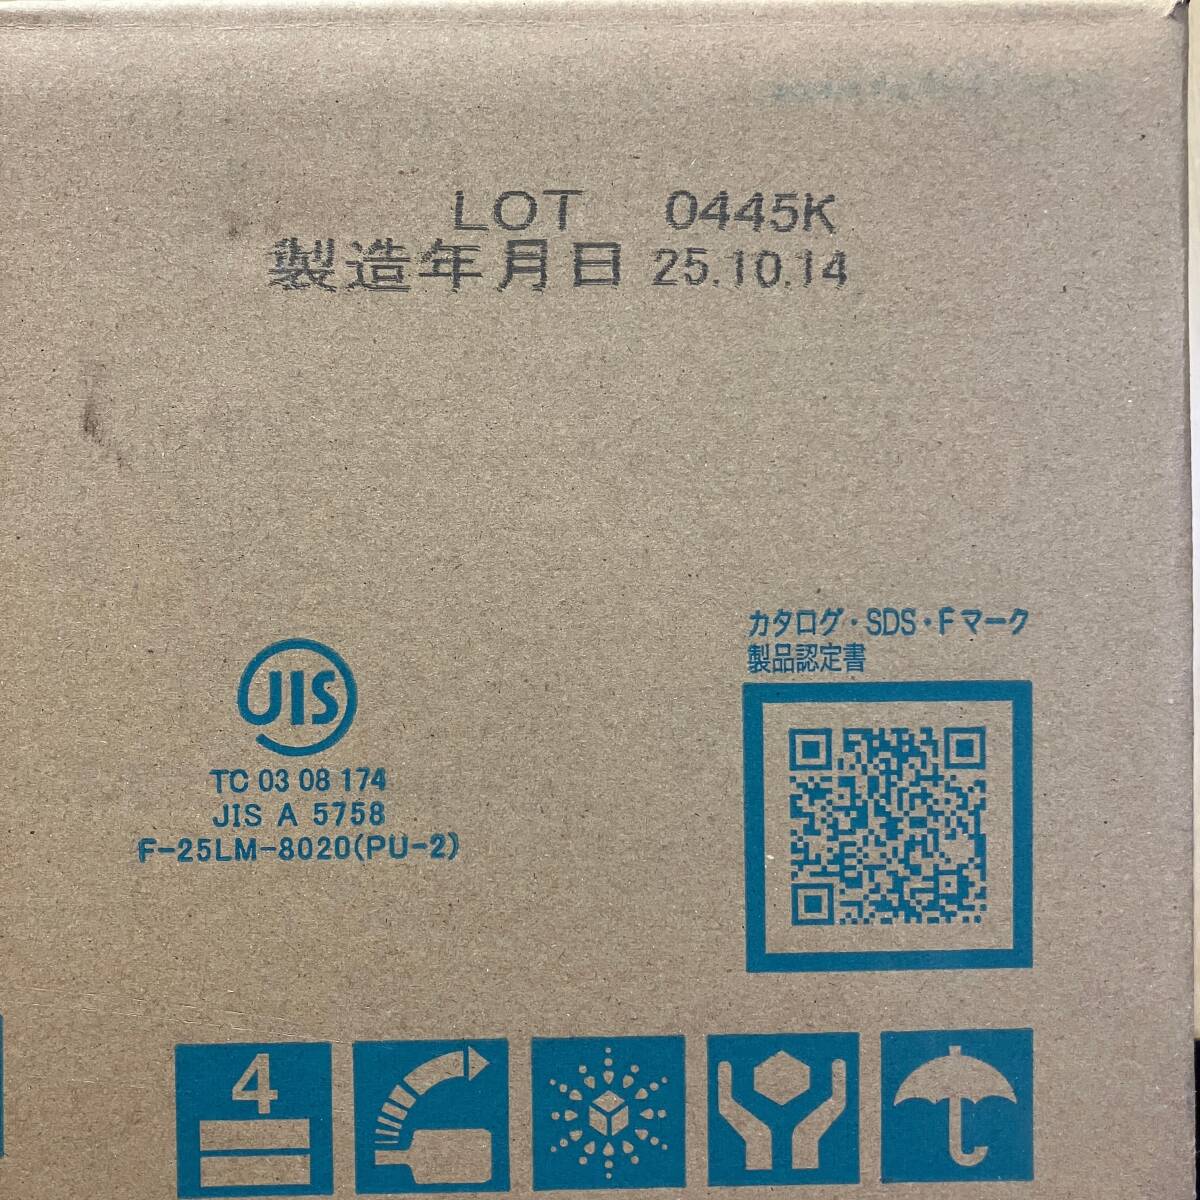 LOT 0445K
製造年月日 25.10.14
カタログ・SDS・Fマーク
製品認定書
JIS
TC 03 08 174
JIS A 5758
F-25LM-8020(PU-2)
4